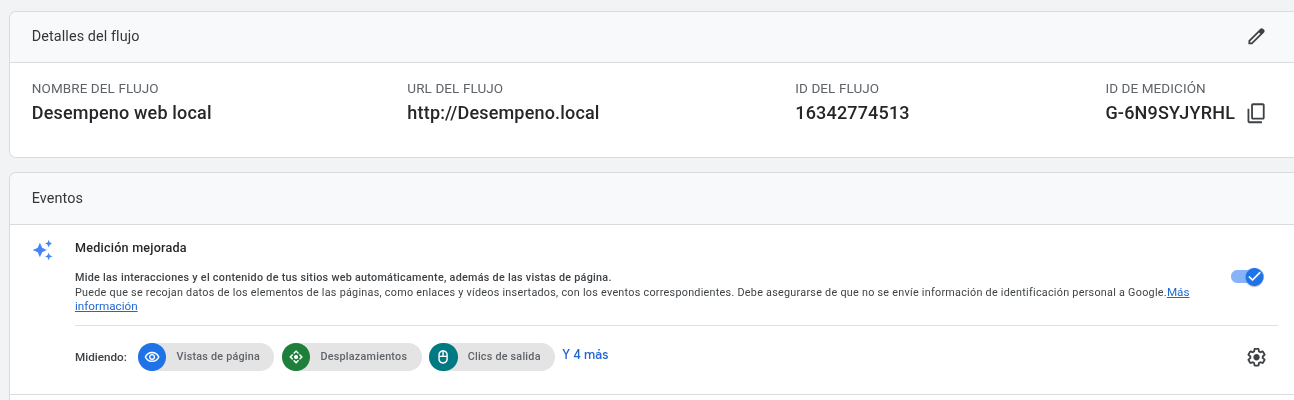 Detalles del flujo
NOMBRE DEL FLUJO URL DEL FLUJO ID DEL FLUJO ID DE MEDICIÓN
Desempeno web local http://Desempeno.local 16342774513 G-6N9SYJYRHL
Eventos
Medición mejorada
Mide las interacciones y el contenido de tus sitios web automáticamente, además de las vistas de página.
Puede que se recojan datos de los elementos de las páginas, como enlaces y vídeos insertados, con los eventos correspondientes. Debe asegurarse de que no se envíe información de identificación personal a Google.Más
información
Midiendo: Vistas de página Desplazamientos Clics de salida Y 4 más